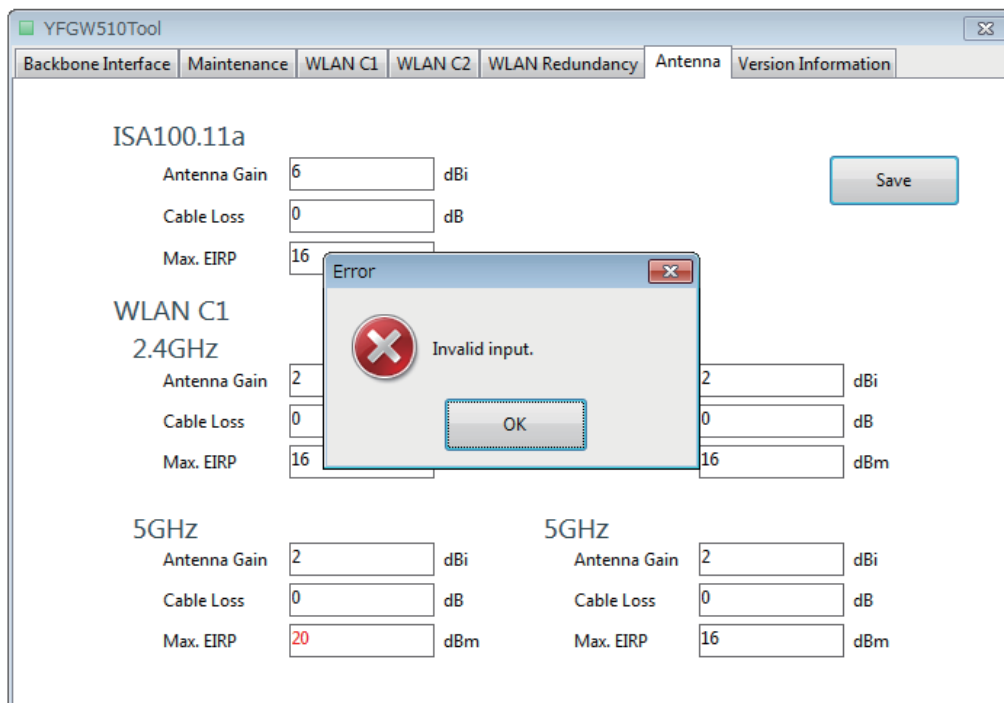 YFGW510Tool
Backbone Interface Maintenance WLAN C1 WLAN C2 WLAN Redundancy Antenna Version Information
ISA100.11a
Antenna Gain 6 dBi
Save
Cable Loss 0 dB
Max. EIRP 16
Error
Invalid input.
OK
WLAN C1
2.4GHz
Antenna Gain 2 2 dBi
Cable Loss 0 0 dB
Max. EIRP 16 16 dBm
5GHz 5GHz
Antenna Gain 2 dBi Antenna Gain 2 dBi
Cable Loss 0 dB Cable Loss 0 dB
Max. EIRP 20 dBm Max. EIRP 16 dBm